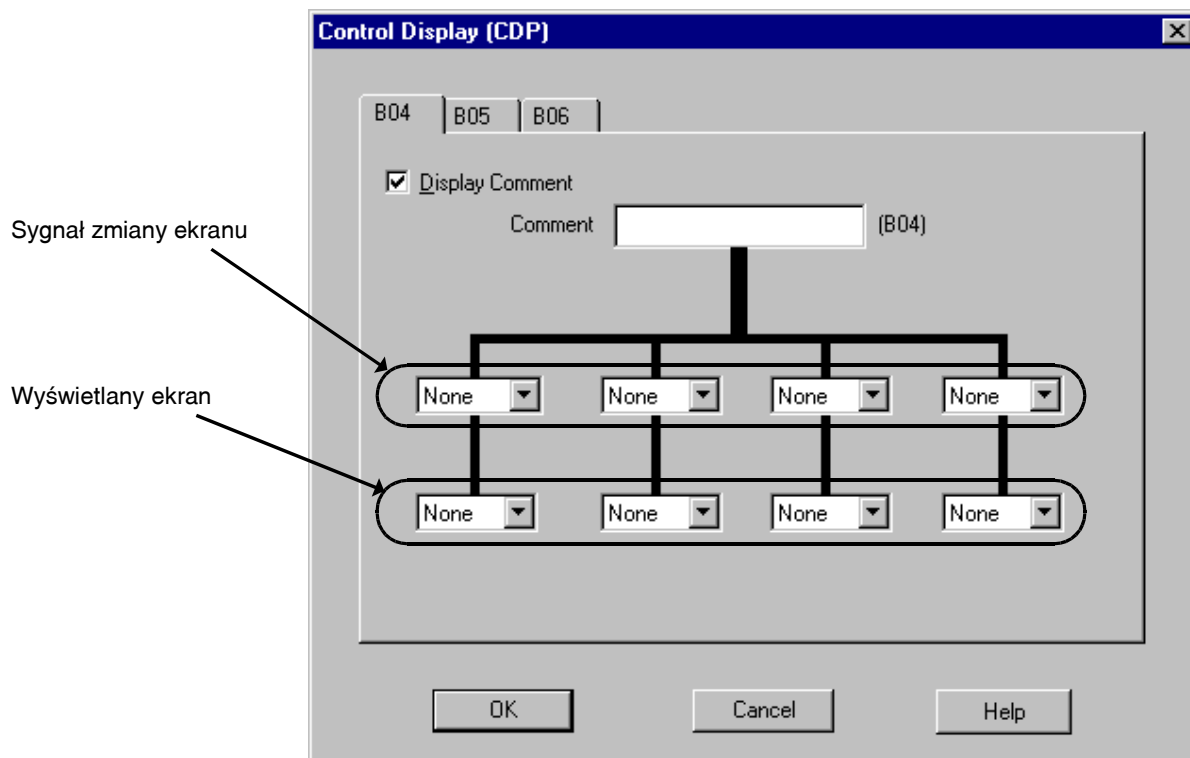 Control Display (CDP)
B04 B05 B06
Display Comment
Sygnał zmiany ekranu
Comment (B04)
Wyświetlany ekran
None None None None
None None None None
OK Cancel Help